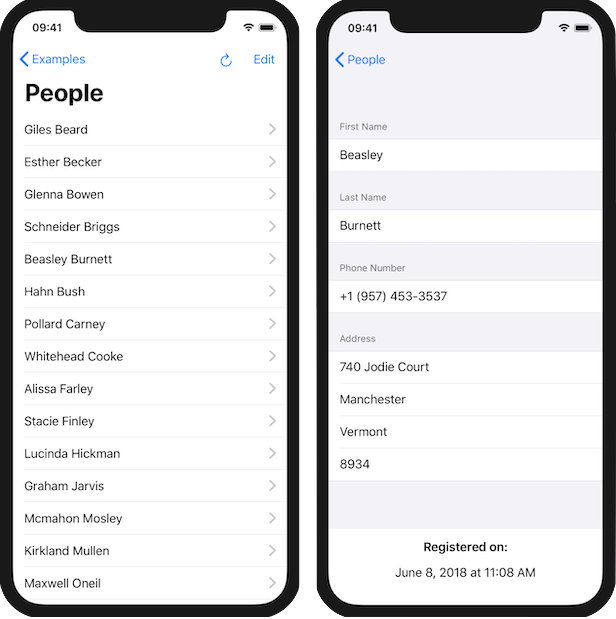 09:41
Examples
Edit
People
Giles Beard
Esther Becker
Glenna Bowen
Schneider Briggs
Beasley Burnett
Hahn Bush
Pollard Carney
Whitehead Cooke
Alissa Farley
Stacie Finley
Lucinda Hickman
Graham Jarvis
Mcmahon Mosley
Kirkland Mullen
Maxwell Oneil
09:41
People
First Name
Beasley
Last Name
Burnett
Phone Number
+1 (957) 453-3537
Address
740 Jodie Court
Manchester
Vermont
8934
Registered on:
June 8, 2018 at 11:08 AM